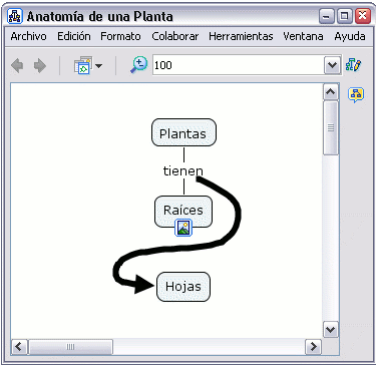 Anatomía de una Planta
Archivo Edición Formato Colaborar Herramientas Ventana Ayuda
100
Plantas
tienen
Raíces
Hojas